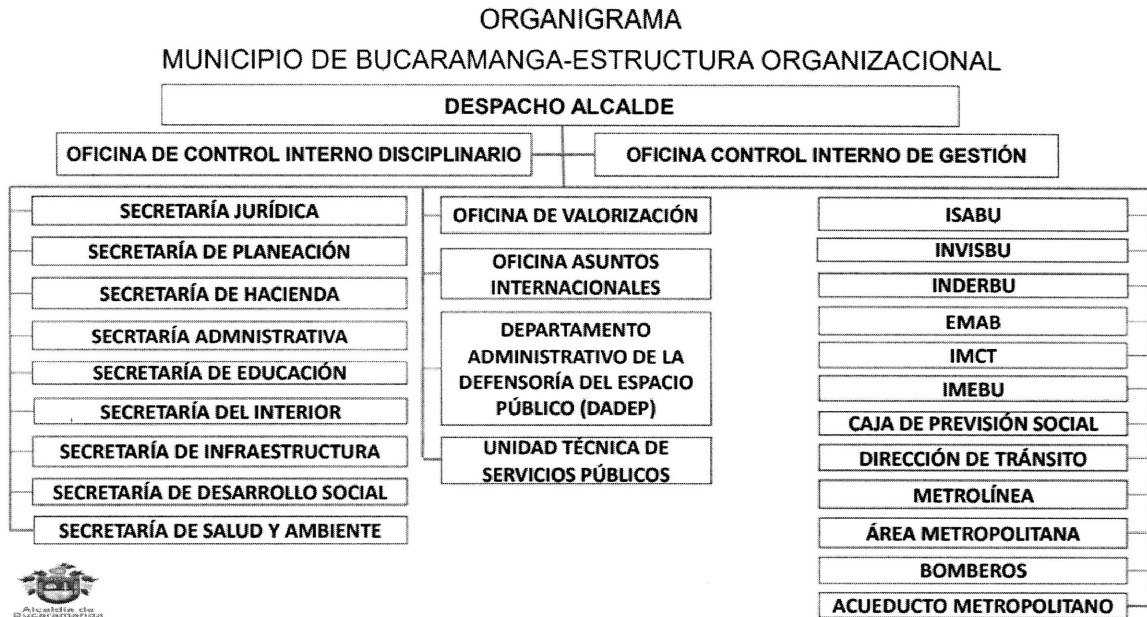 ORGANIGRAMA
MUNICIPIO DE BUCARAMANGA-ESTRUCTURA ORGANIZACIONAL
DESPACHO ALCALDE
OFICINA DE CONTROL INTERNO DISCIPLINARIO
OFICINA CONTROL INTERNO DE GESTIÓN
SECRETARÍA JURÍDICA
SECRETARÍA DE PLANEACIÓN
SECRETARÍA DE HACIENDA
SECRTARÍA ADMNISTRATIVA
SECRETARÍA DE EDUCACIÓN
SECRETARÍA DEL INTERIOR
SECRETARÍA DE INFRAESTRUCTURA
SECRETARÍA DE DESARROLLO SOCIAL
SECRETARÍA DE SALUD Y AMBIENTE
OFICINA DE VALORIZACIÓN
OFICINA ASUNTOS
INTERNACIONALES
DEPARTAMENTO
ADMINISTRATIVO DE LA
DEFENSORÍA DEL ESPACIO
PÚBLICO (DADEP)
UNIDAD TÉCNICA DE
SERVICIOS PÚBLICOS
ISABU
INVISBU
INDERBU
EMAB
IMCT
IMEBU
CAJA DE PREVISIÓN SOCIAL
DIRECCIÓN DE TRÁNSITO
METROLÍNEA
ÁREA METROPOLITANA
BOMBEROS
ACUEDUCTO METROPOLITANO
Alcaldía de
Bucaramanga